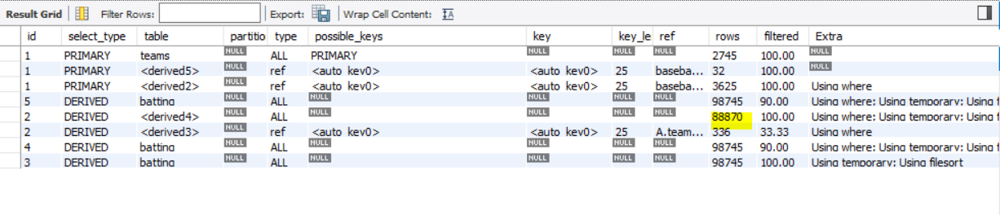 Result Grid Filter Rows: Export: Wrap Cell Content: IA
id select_type table partitio type possible_keys key key_le ref rows filtered Extra
1 PRIMARY teams NULL ALL PRIMARY NULL NULL NULL 2745 100.00 NULL
1 PRIMARY <derived5> NULL ref <auto_key0> <auto_key0> 25 baseba... 32 100.00 NULL
1 PRIMARY <derived2> NULL ref <auto_key0> <auto_key0> 25 baseba... 3625 100.00 Using where
5 DERIVED batting NULL ALL NULL NULL NULL NULL 98745 90.00 Using where; Using temporary; Using f
2 DERIVED <derived4> NULL ALL NULL NULL NULL NULL 88870 100.00 Using where; Using temporary; Using f
2 DERIVED <derived3> NULL ref <auto_key0> <auto_key0> 25 A.team... 336 33.33 Using where
4 DERIVED batting NULL ALL NULL NULL NULL NULL 98745 90.00 Using where; Using temporary; Using f
3 DERIVED batting NULL ALL NULL NULL NULL NULL 98745 100.00 Using temporary; Using filesort